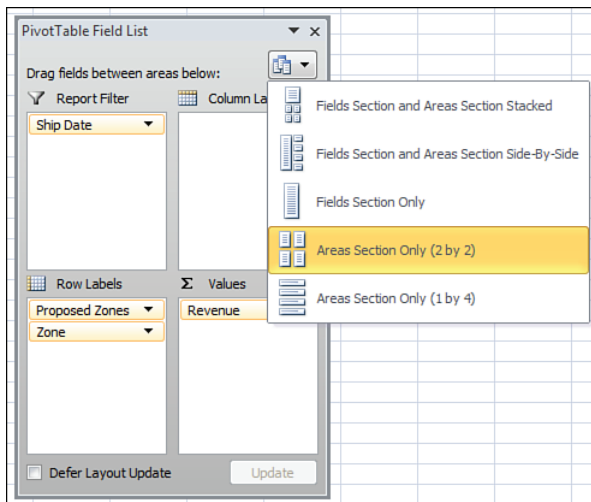 PivotTable Field List
Drag fields between areas below:
Report Filter
Column La
Ship Date
Fields Section and Areas Section Stacked
Fields Section and Areas Section Side-By-Side
Fields Section Only
Areas Section Only (2 by 2)
Areas Section Only (1 by 4)
Row Labels
Σ Values
Proposed Zones
Revenue
Zone
Defer Layout Update
Update